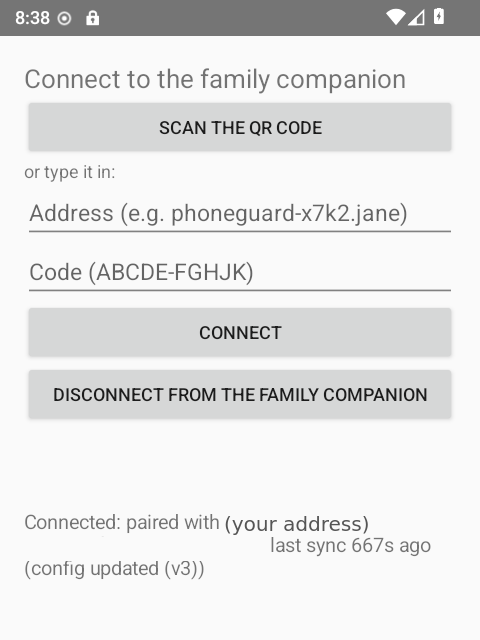 8:38
Connect to the family companion
SCAN THE QR CODE
or type it in:
Address (e.g. phoneguard-x7k2.jane)
Code (ABCDE-FGHJK)
CONNECT
DISCONNECT FROM THE FAMILY COMPANION
Connected: paired with (your address)
last sync 667s ago
(config updated (v3))